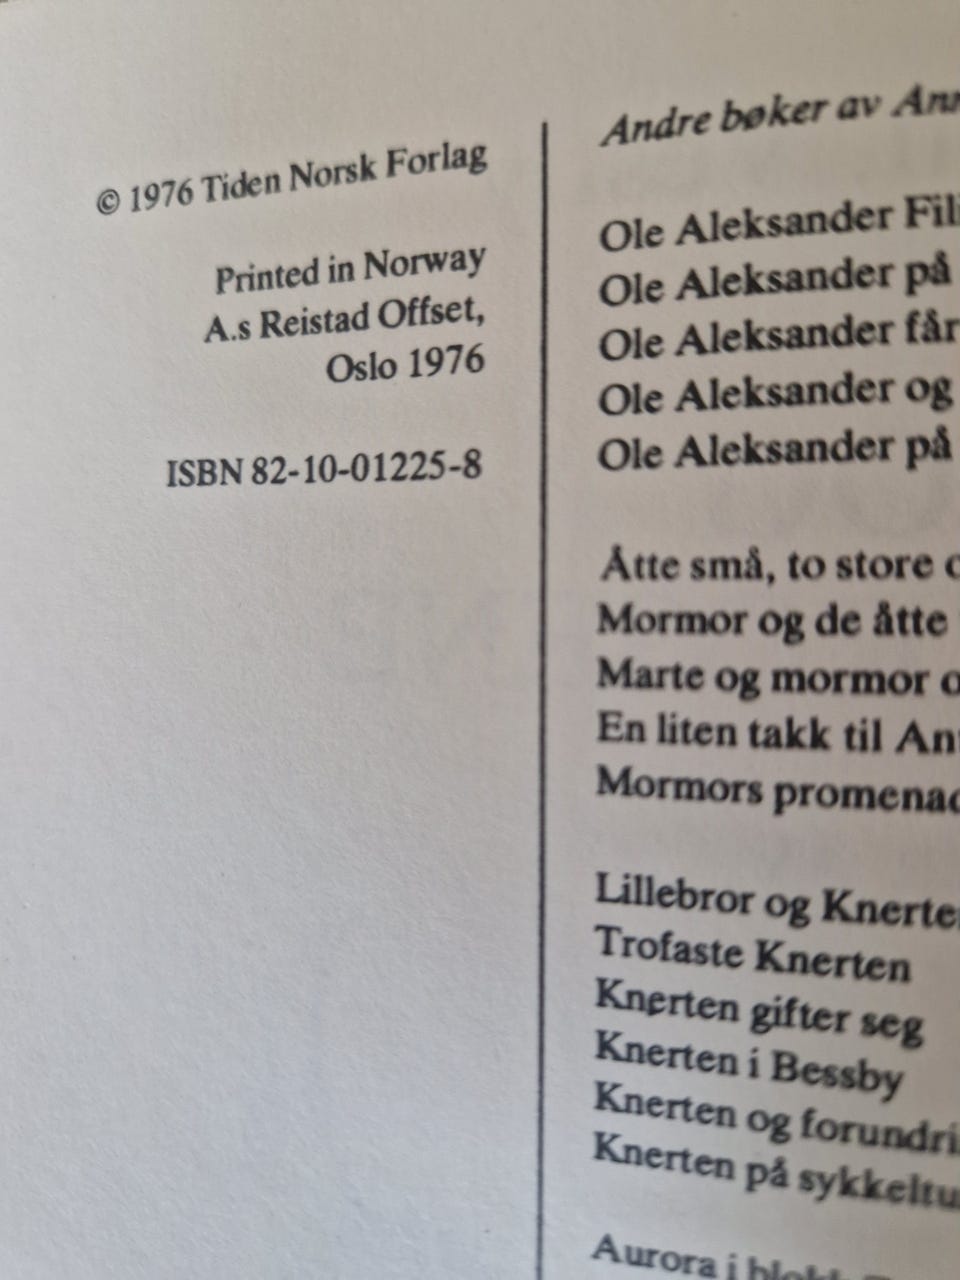 © 1976 Tiden Norsk Forlag
Printed in Norway
A.s Reistad Offset,
Oslo 1976
ISBN 82-10-01225-8
Andre bøker av
Ole Aleksander
Ole Aleksander på
Ole Aleksander får
Ole Aleksander og
Ole Aleksander på
Åtte små, to store
Mormor og de åtte
Marte og mormor
En liten takk til
Mormors
Lillebror og
Trofaste Knerten
Knerten gifter seg
Knerten i Bessby
Knerten og
Knerten på
Aurora i